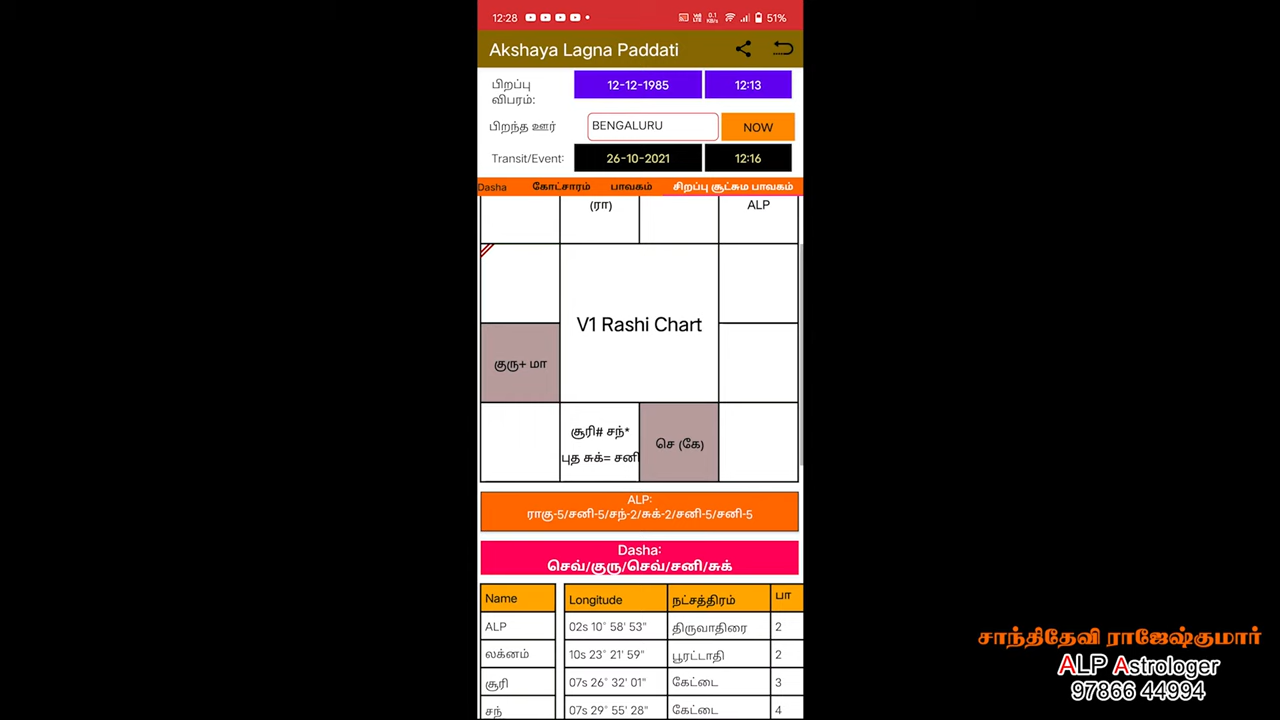 12:28
0.1 KB/s
51%
Akshaya Lagna Paddati
பிறப்பு விபரம்:
12-12-1985
12:13
பிறந்த ஊர்
BENGALURU
NOW
Transit/Event:
26-10-2021
12:16
Dasha கோட்சாரம் பாவகம் சிறப்பு சூட்சும பாவகம்
(ரா)
ALP
V1 Rashi Chart
குரு+ மா
சூரி# சந்*
புத சுக்= சனி
செ (கே)
ALP:
ராகு-5/சனி-5/சந்-2/சுக்-2/சனி-5/சனி-5
Dasha:
செவ்/குரு/செவ்/சனி/சுக்
Name Longitude நட்சத்திரம் பா
ALP 02s 10° 58' 53" திருவாதிரை 2
லக்னம் 10s 23° 21' 59" பூரட்டாதி 2
சூரி 07s 26° 32' 01" கேட்டை 3
சந் 07s 29° 55' 28" கேட்டை 4
சாந்திதேவி ராஜேஷ்குமார்
ALP Astrologer
97866 44994